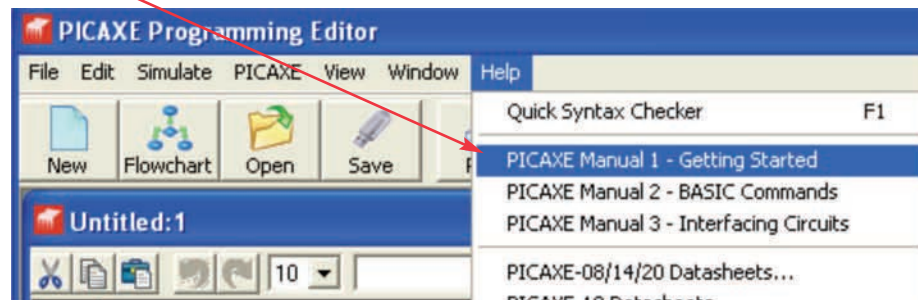 PICAXE Programming Editor
File Edit Simulate PICAXE View Window Help
Quick Syntax Checker F1
New Flowchart Open Save
PICAXE Manual 1 - Getting Started
PICAXE Manual 2 - BASIC Commands
PICAXE Manual 3 - Interfacing Circuits
Untitled:1
10
PICAXE-08/14/20 Datasheets...